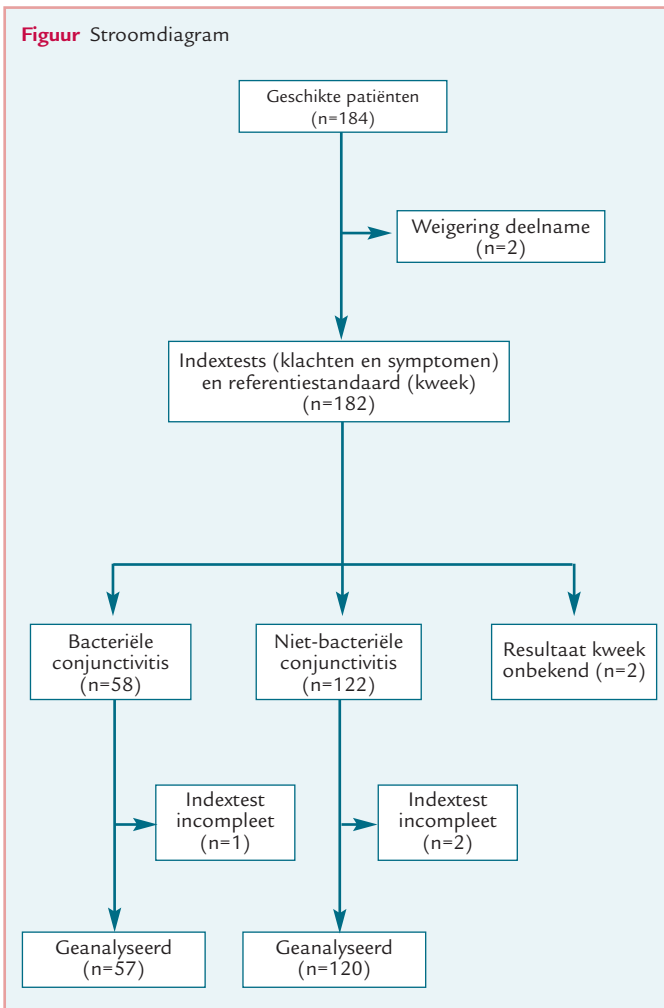 Figuur Stroomdiagram
Geschikte patiënten
(n=184)
Weigering deelname
(n=2)
Indextests (klachten en symptomen)
en referentiestandaard (kweek)
(n=182)
Bacteriële
conjunctivitis
(n=58)
Niet-bacteriële
conjunctivitis
(n=122)
Resultaat kweek
onbekend (n=2)
Indextest
incompleet
(n=1)
Indextest
incompleet
(n=2)
Geanalyseerd
(n=57)
Geanalyseerd
(n=120)